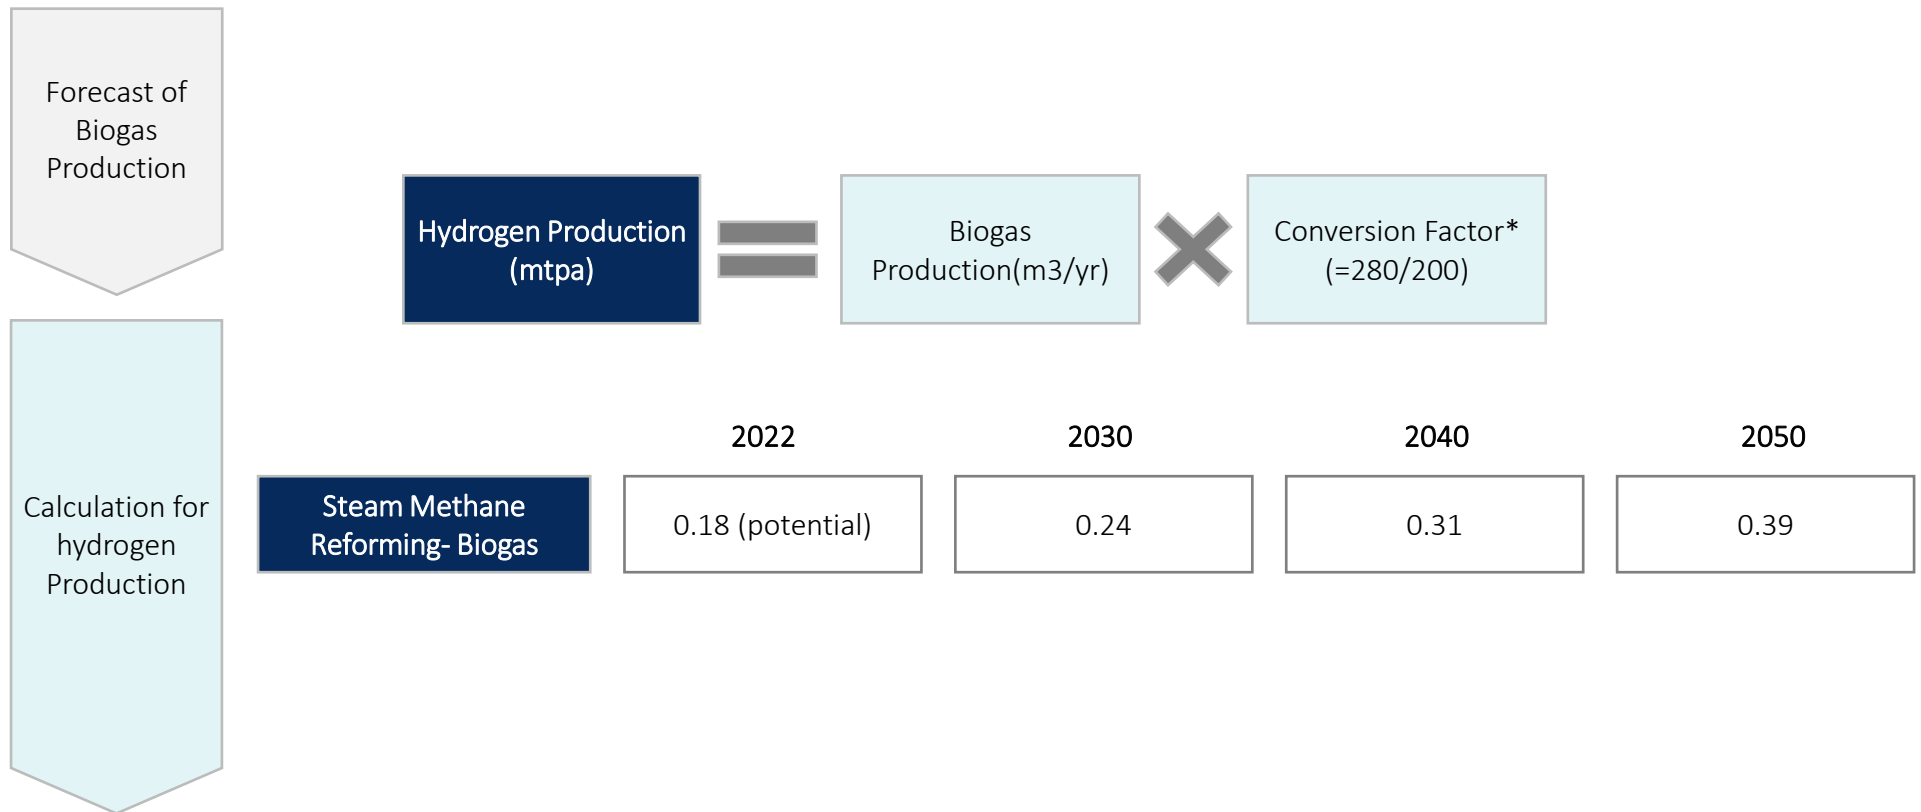 Forecast of
Biogas
Production
Hydrogen Production
(mtpa)
Biogas
Production(m3/yr)
Conversion Factor*
(=280/200)
Calculation for
hydrogen
Production
2022
2030
2040
2050
Steam Methane
Reforming- Biogas
0.18 (potential)
0.24
0.31
0.39